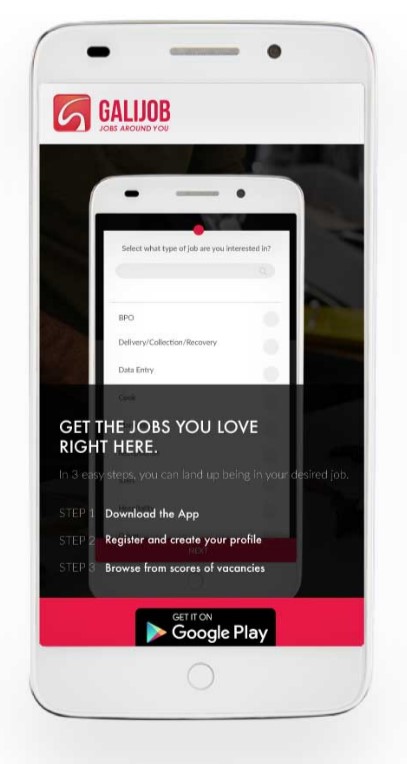 GALIJOB
JOBS AROUND YOU
Select what type of job are you interested in?
BPO
Delivery/Collection/Recovery
Data Entry
Cook
GET THE JOBS YOU LOVE
RIGHT HERE.
In 3 easy steps, you can land up being in your desired job.
STEP 1 Download the App
STEP 2 Register and create your profile
NEXT
STEP 3 Browse from scores of vacancies
GET IT ON
Google Play